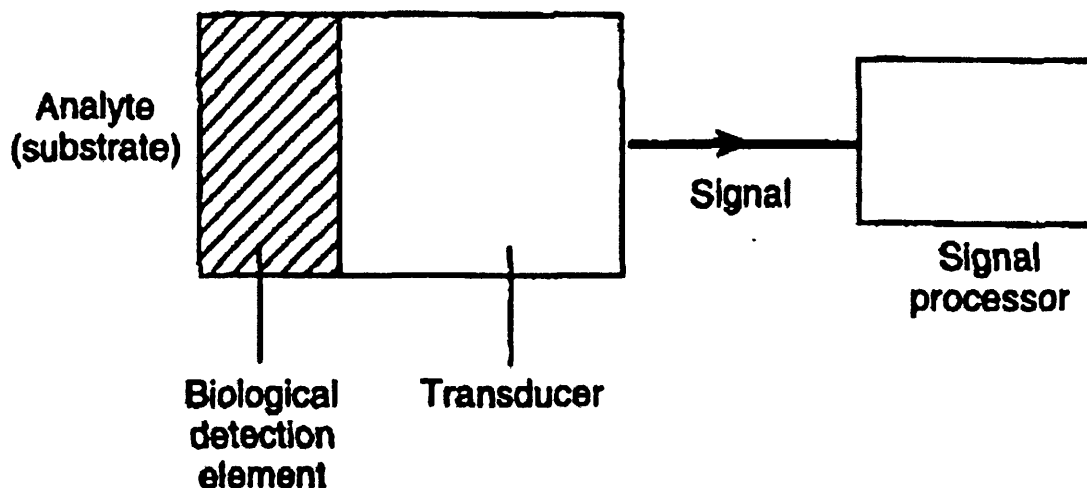 Analyte
(substrate)
Signal
Signal
processor
Biological
detection
element
Transducer